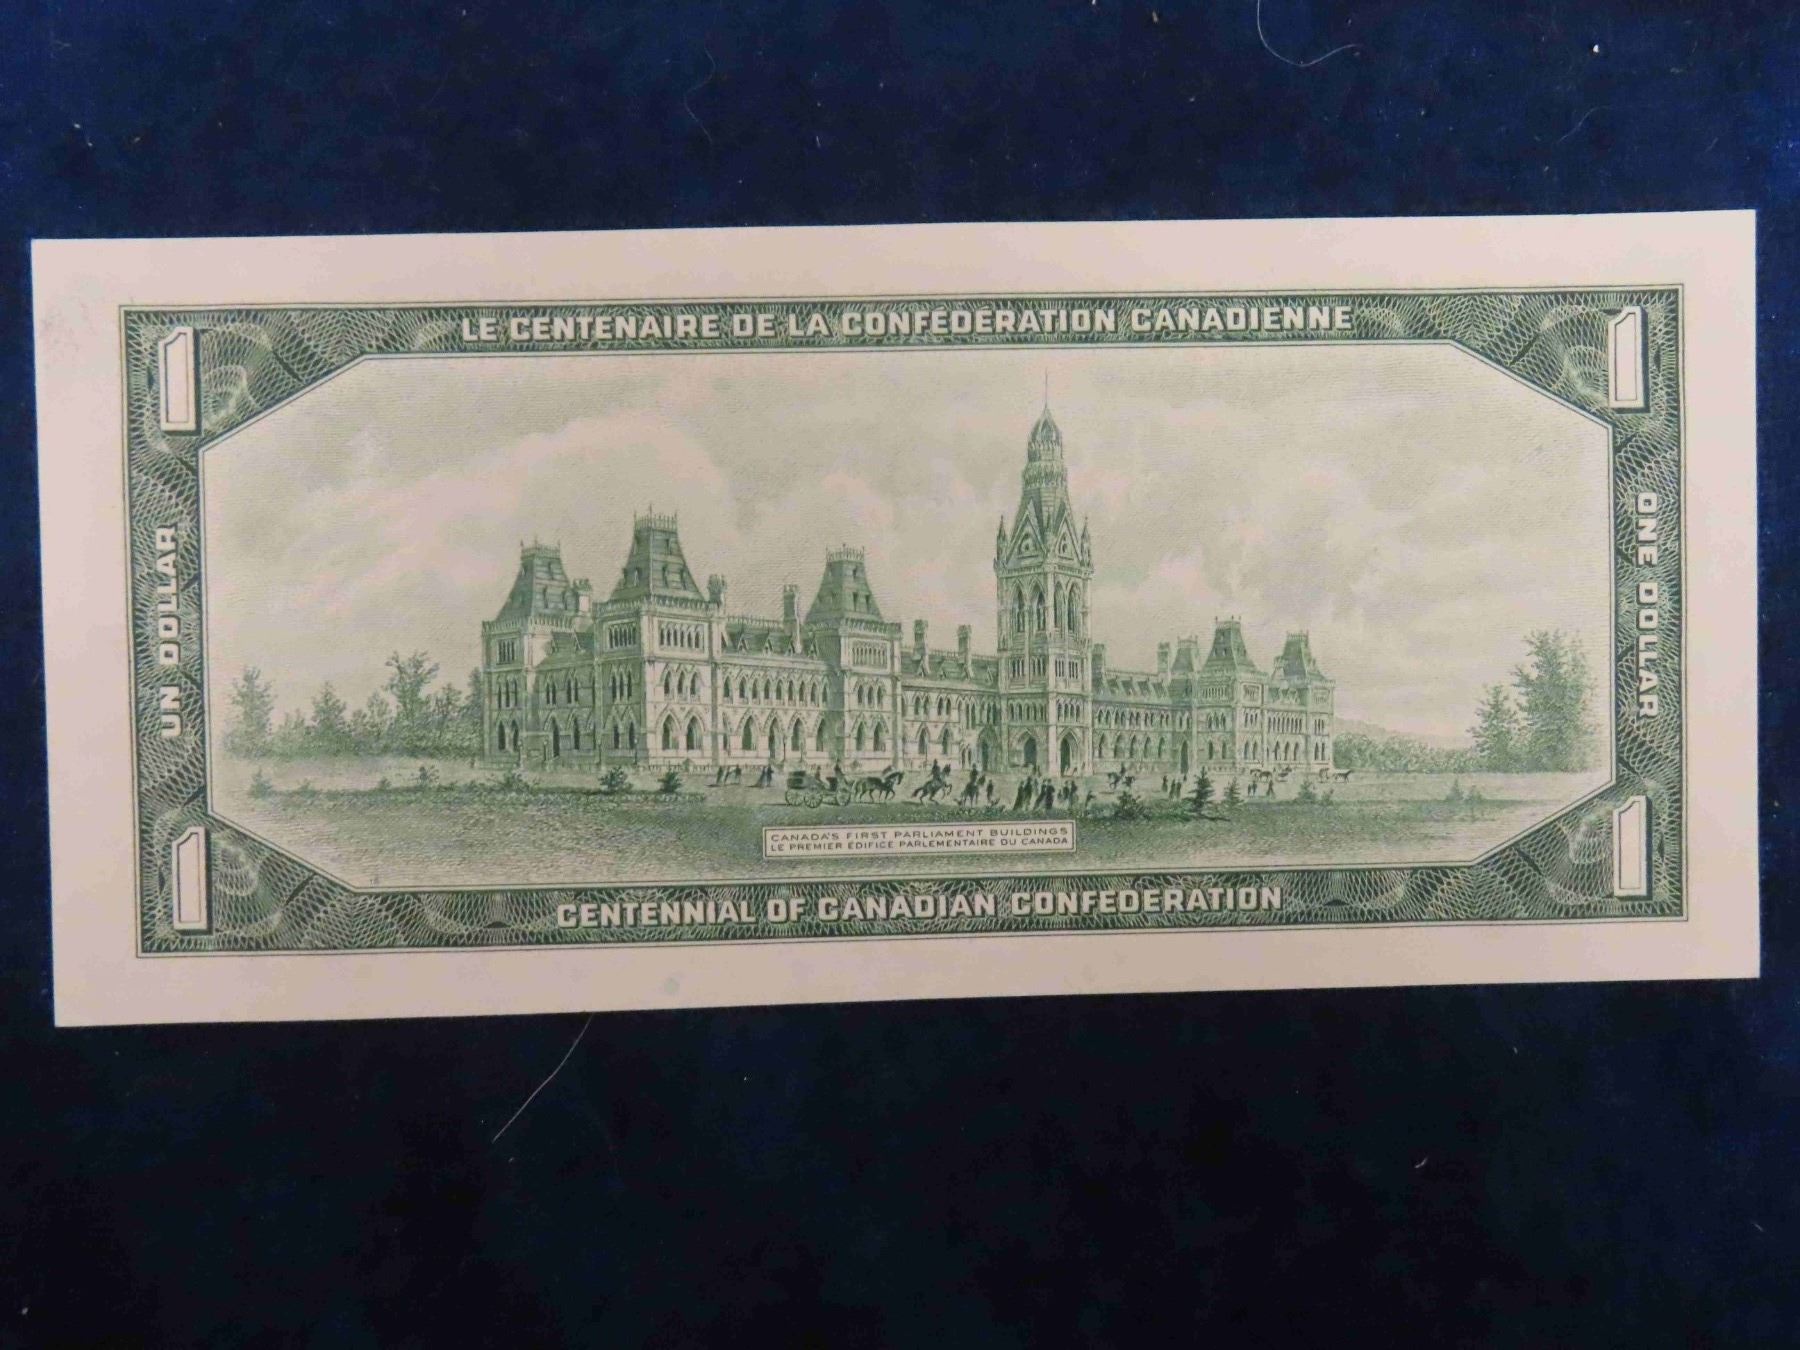 1 LE CENTENAIRE DE LA CONFÉDÉRATION CANADIENNE 1
UN DOLLAR
ONE DOLLAR
CANADA'S FIRST PARLIAMENT BUILDINGS
LE PREMIER ÉDIFICE PARLEMENTAIRE DU CANADA
1 CENTENNIAL OF CANADIAN CONFEDERATION 1